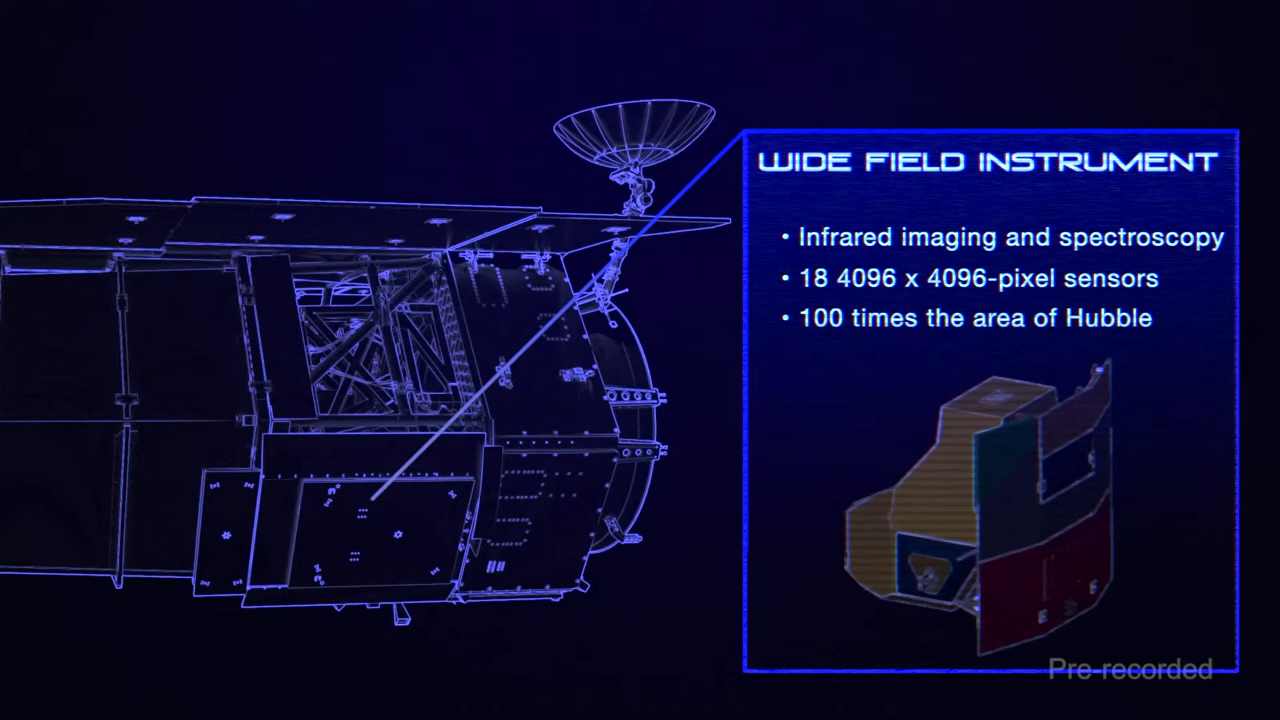 WIDE FIELD INSTRUMENT
• Infrared imaging and spectroscopy
• 18 4096 x 4096-pixel sensors
• 100 times the area of Hubble
Pre-recorded